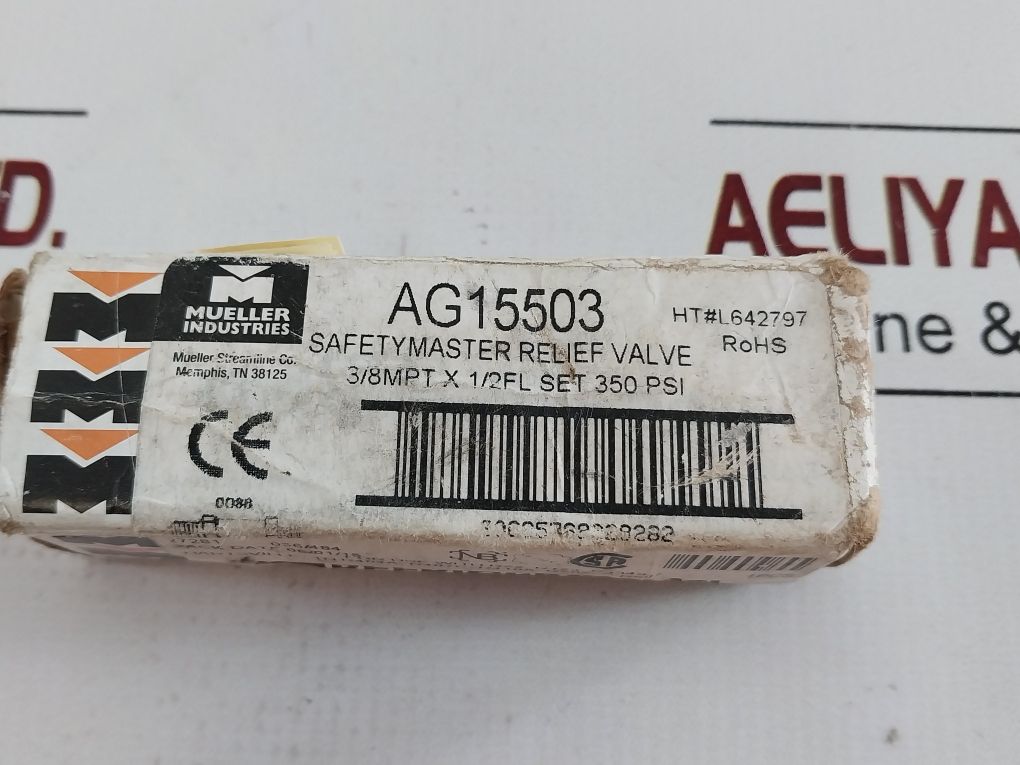 D.
AELIYA
ne &
MUELLER
INDUSTRIES
Mueller Streamline Co.
Memphis, TN 38125
AG15503
HT#L642797
RoHS
SAFETYMASTER RELIEF VALVE
3/8MPT X 1/2FL SET 350 PSI
CE
NB